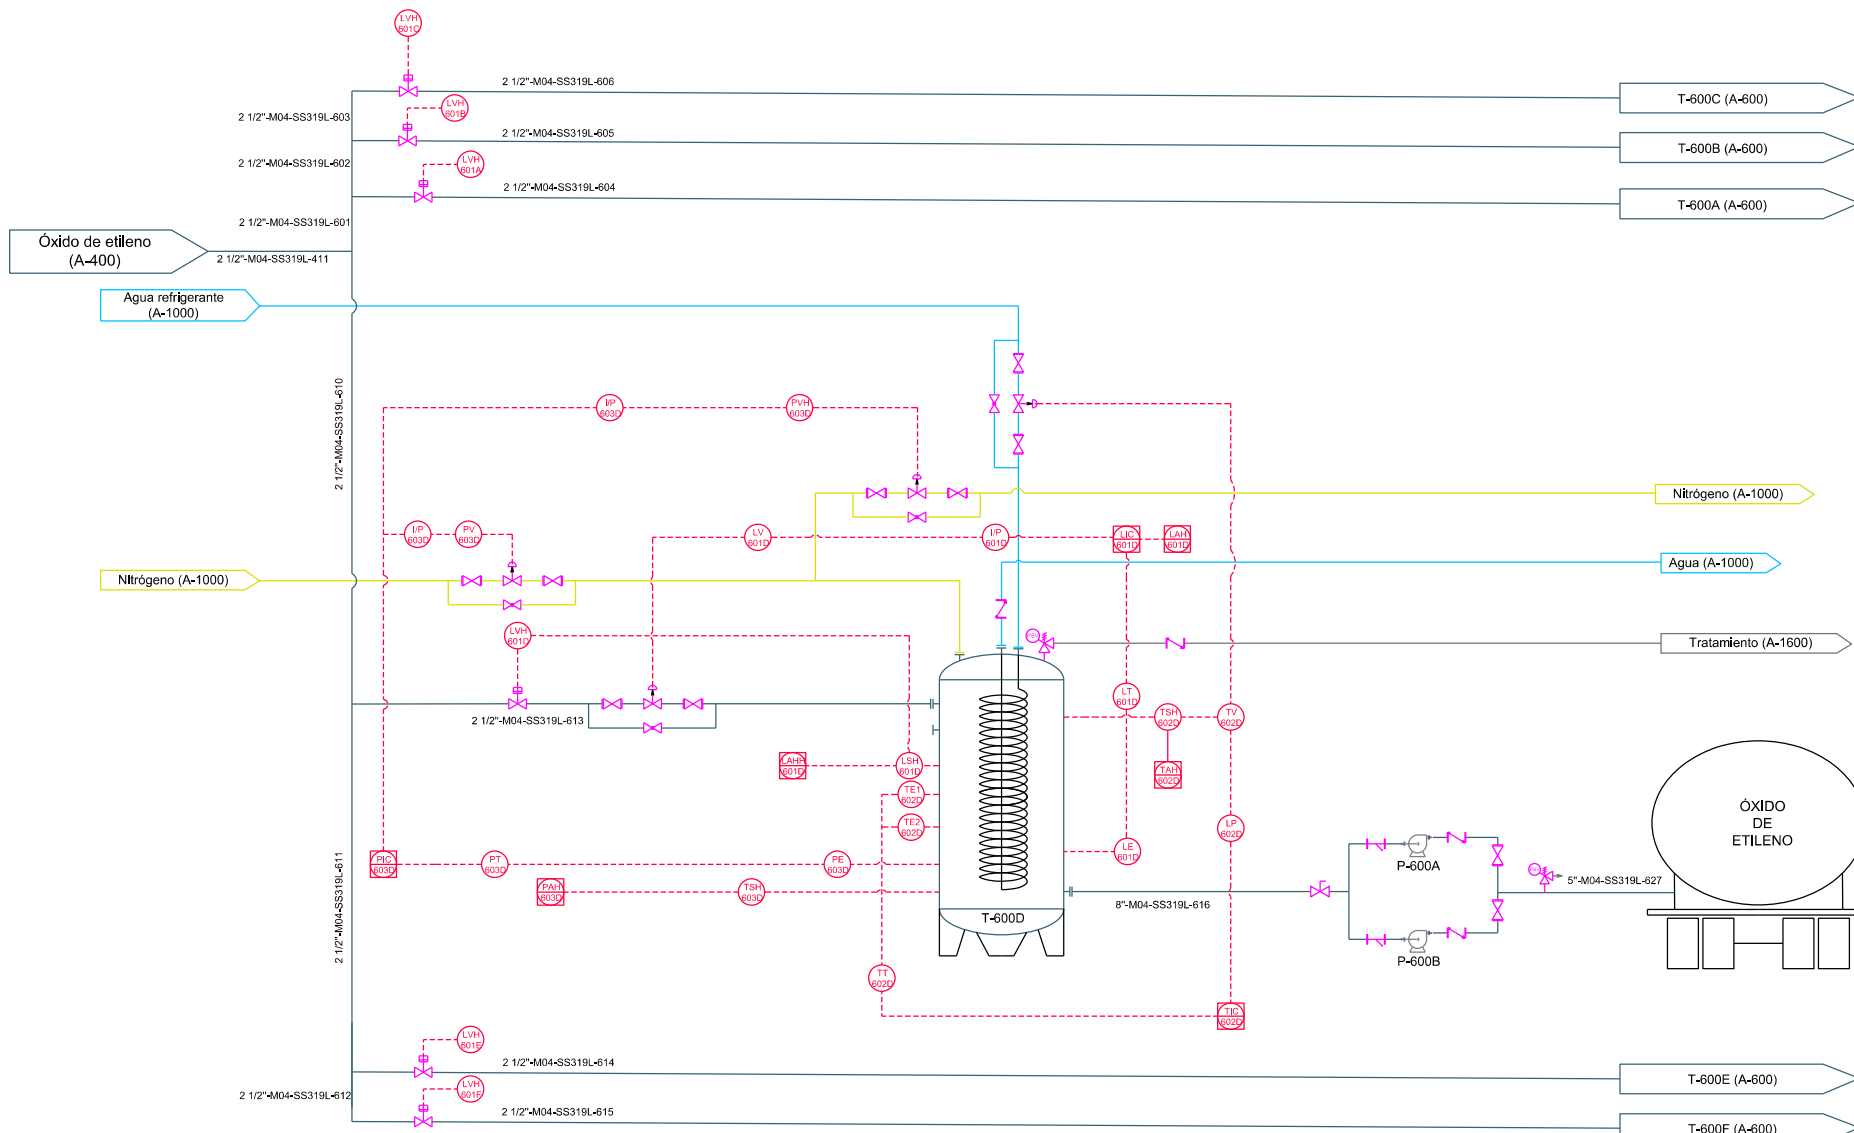 LVH
601C
2 1/2"-M04-SS319L-606
T-600C (A-600)
2 1/2"-M04-SS319L-603
LVH
601B
2 1/2"-M04-SS319L-605
T-600B (A-600)
2 1/2"-M04-SS319L-602
LVH
601A
2 1/2"-M04-SS319L-604
T-600A (A-600)
2 1/2"-M04-SS319L-601
Óxido de etileno
(A-400)
2 1/2"-M04-SS319L-411
Agua refrigerante
(A-1000)
2 1/2"-M04-SS319L-610
I/P
603D
PVH
603D
Nitrógeno (A-1000)
I/P
603D
PV
603D
LV
601D
I/P
601D
LIC
601D
LAH
601D
Agua (A-1000)
Nitrógeno (A-1000)
LVH
601D
PSV
Tratamiento (A-1600)
2 1/2"-M04-SS319L-613
LT
601D
TSH
602D
TV
602D
LAHH
601D
LSH
601D
TAH
602D
TE1
602D
TE2
602D
LP
602D
LE
601D
ÓXIDO
DE
ETILENO
PIC
603D
PT
603D
PE
603D
P-600A
PAH
603D
TSH
603D
PSV
5"-M04-SS319L-627
8"-M04-SS319L-616
2 1/2"-M04-SS319L-611
T-600D
P-600B
TT
602D
TIC
602D
LVH
601E
2 1/2"-M04-SS319L-614
T-600E (A-600)
2 1/2"-M04-SS319L-612
LVH
601F
2 1/2"-M04-SS319L-615
T-600F (A-600)